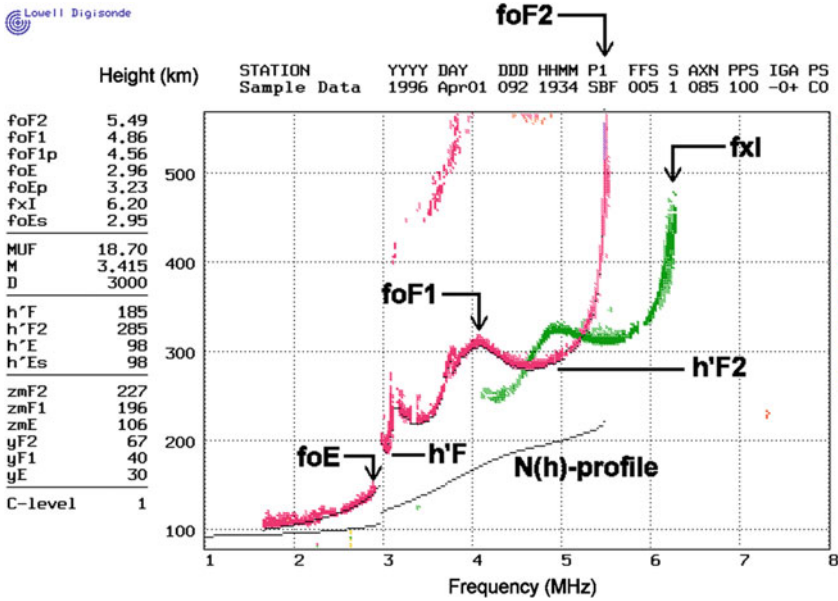 Lowell Digisonde
foF2
Height (km)
STATION YYYY DAY DDD HHMM P1 FFS S AXN PPS IGA PS
Sample Data 1996 Apr01 092 1934 SBF 005 1 085 100 -0+ C0
foF2 5.49
foF1 4.86
foF1p 4.56
foE 2.96
foEp 3.23
fxI 6.20
foEs 2.95
MUF 18.70
M 3.415
D 3000
h'F 185
h'F2 285
h'E 98
h'Es 98
zmF2 227
zmF1 196
zmE 106
yF2 67
yF1 40
yE 30
C-level 1
500
400
300
200
100
fxI
foF1
h'F2
foE
h'F
N(h)-profile
1 2 3 4 5 6 7 8
Frequency (MHz)